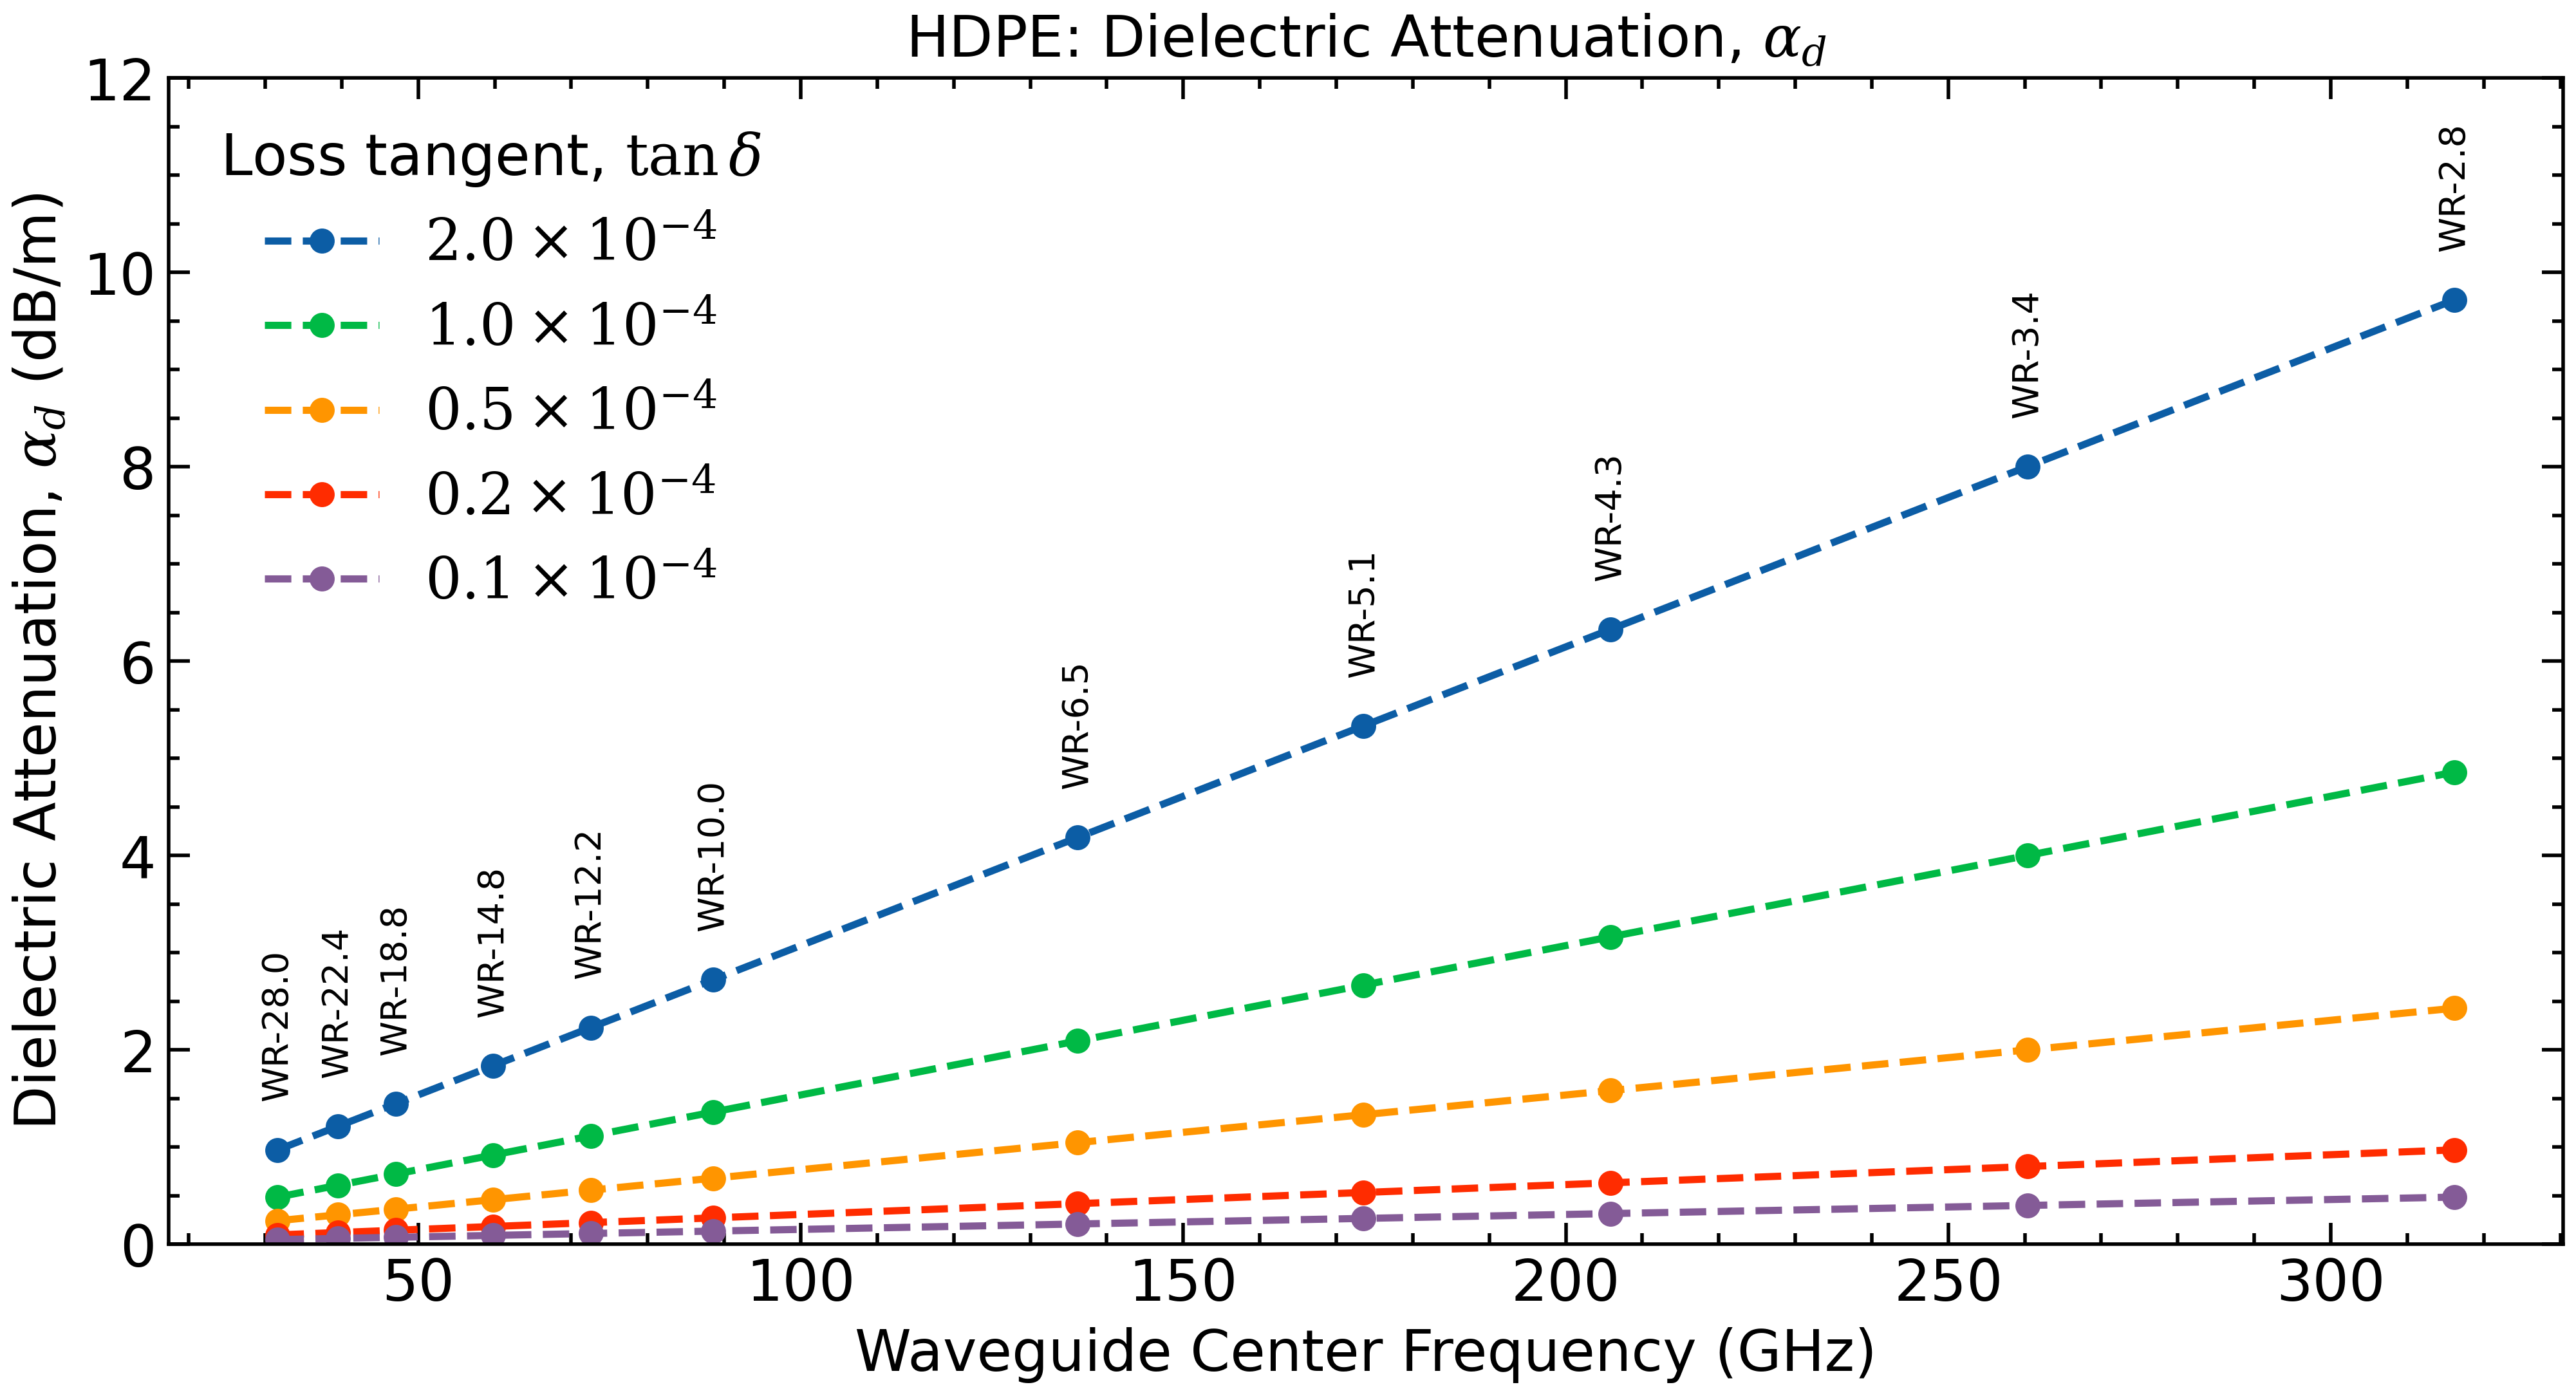 HDPE: Dielectric Attenuation, α_d
Dielectric Attenuation, α_d (dB/m)
12
10
8
6
4
2
0
Loss tangent, tan δ
2.0 × 10⁻⁴
1.0 × 10⁻⁴
0.5 × 10⁻⁴
0.2 × 10⁻⁴
0.1 × 10⁻⁴
WR-28.0
WR-22.4
WR-18.8
WR-14.8
WR-12.2
WR-10.0
WR-6.5
WR-5.1
WR-4.3
WR-3.4
WR-2.8
50 100 150 200 250 300
Waveguide Center Frequency (GHz)